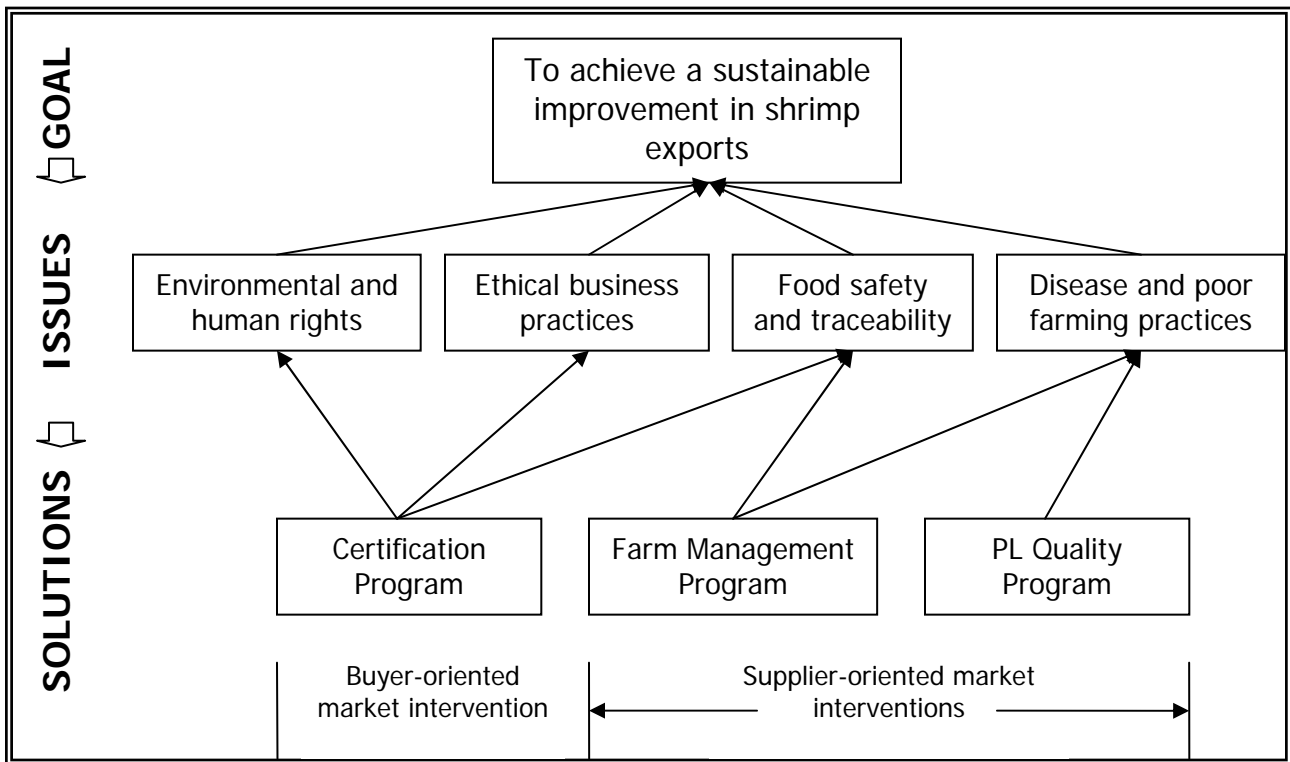 GOAL
To achieve a sustainable
improvement in shrimp
exports
ISSUES
Environmental and
human rights
Ethical business
practices
Food safety
and traceability
Disease and poor
farming practices
SOLUTIONS
Certification
Program
Farm Management
Program
PL Quality
Program
Buyer-oriented
market intervention
Supplier-oriented market
interventions